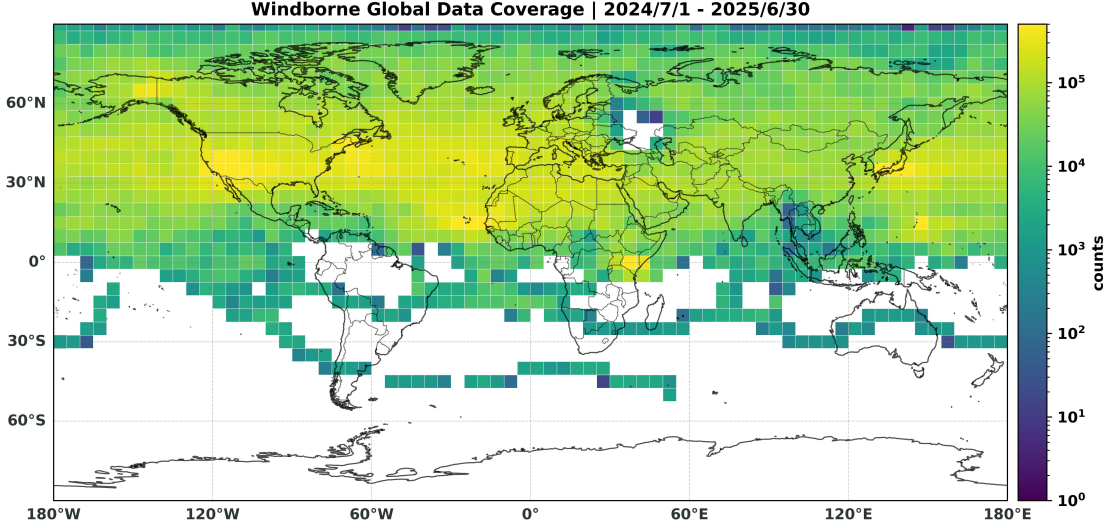 Windborne Global Data Coverage | 2024/7/1 - 2025/6/30
60°N
30°N
0°
30°S
60°S
180°W
120°W
60°W
0°
60°E
120°E
180°E
10⁵
10⁴
10³
10²
10¹
10⁰
counts